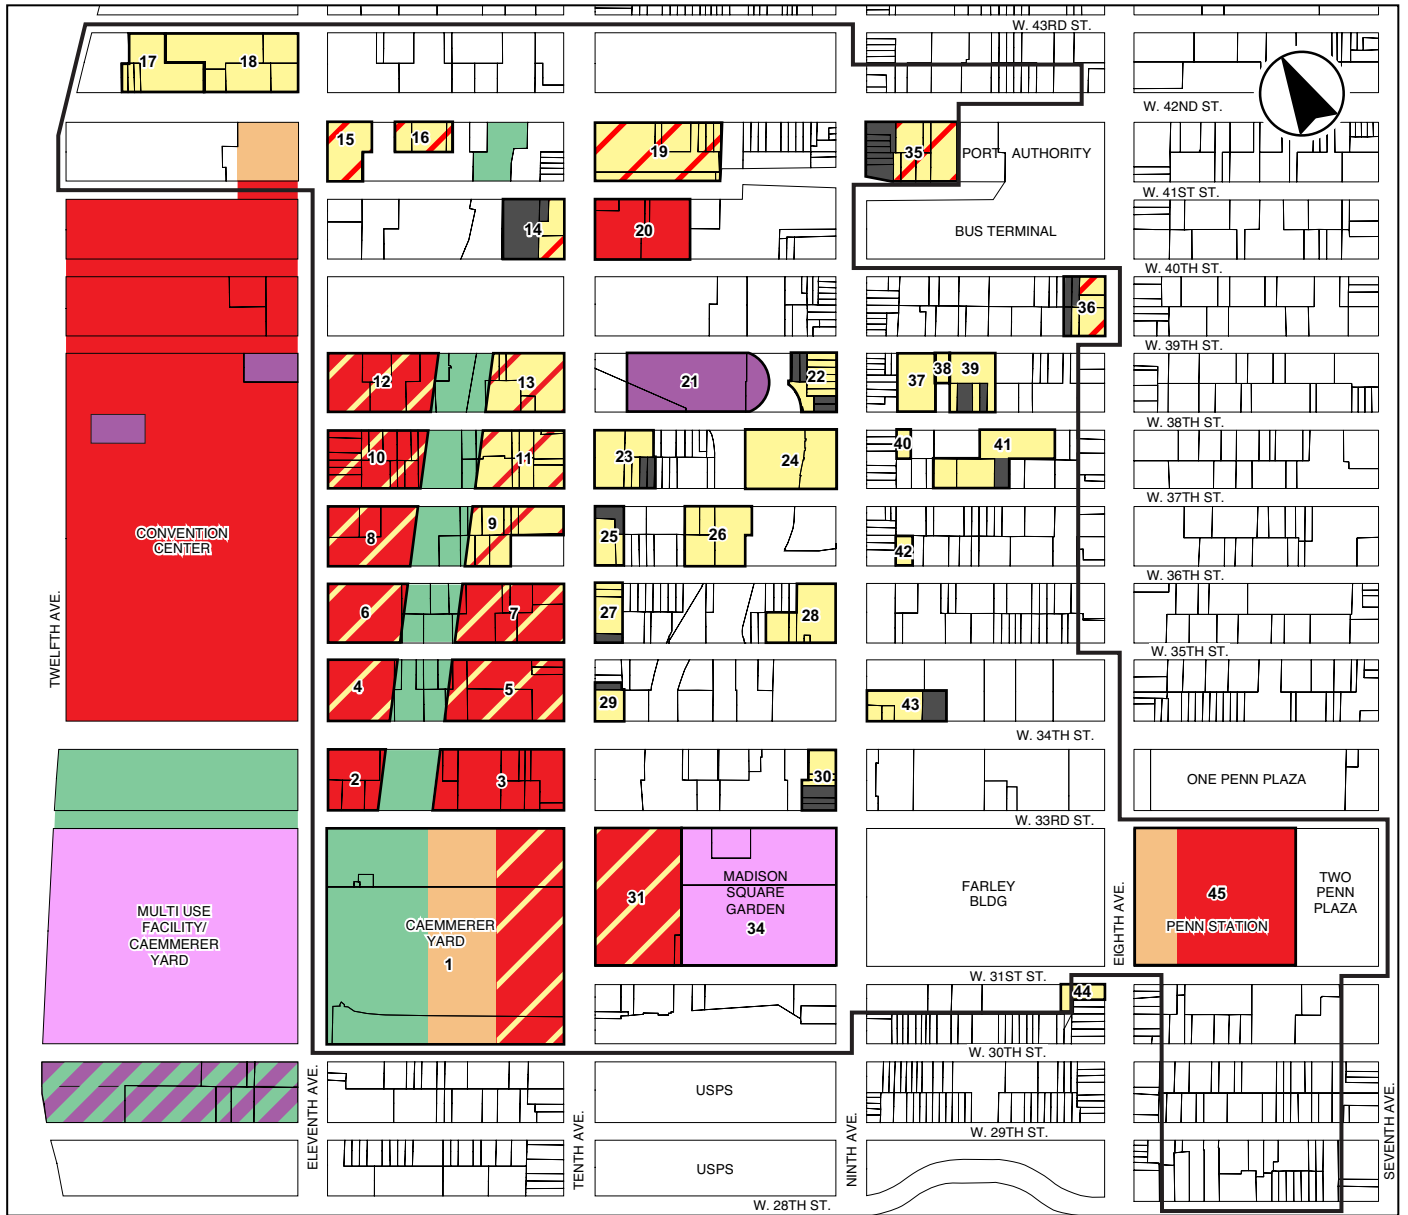 W. 43RD ST.
17
18
W. 42ND ST.
15
16
19
35
PORT AUTHORITY
W. 41ST ST.
14
20
BUS TERMINAL
W. 40TH ST.
36
W. 39TH ST.
12
13
21
22
37
38
39
W. 38TH ST.
10
11
23
24
40
41
W. 37TH ST.
CONVENTION
CENTER
8
9
25
26
42
W. 36TH ST.
TWELFTH AVE.
6
7
27
28
W. 35TH ST.
4
5
29
43
W. 34TH ST.
2
3
30
ONE PENN PLAZA
W. 33RD ST.
MULTI USE
FACILITY/
CAEMMERER
YARD
CAEMMERER
YARD
1
31
MADISON
SQUARE
GARDEN
34
FARLEY
BLDG
EIGHTH AVE.
45
PENN STATION
TWO
PENN
PLAZA
W. 31ST ST.
44
W. 30TH ST.
ELEVENTH AVE.
TENTH AVE.
USPS
NINTH AVE.
W. 29TH ST.
SEVENTH AVE.
USPS
W. 28TH ST.